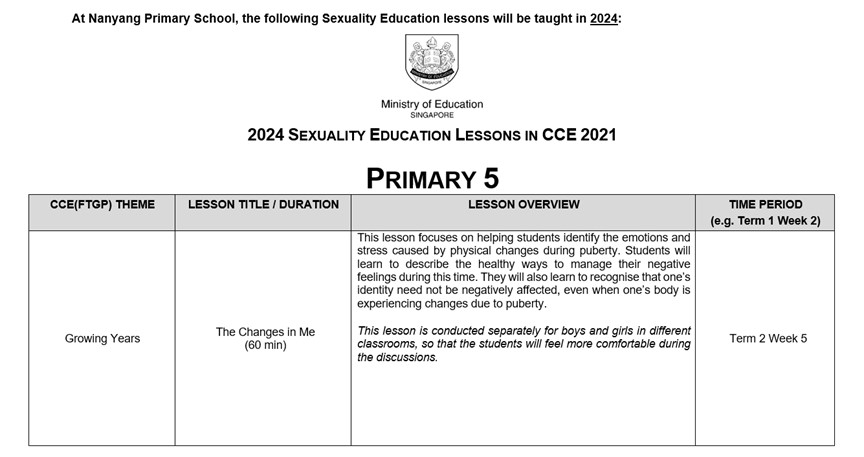 At Nanyang Primary School, the following Sexuality Education lessons will be taught in 2024:
Ministry of Education
SINGAPORE
2024 SEXUALITY EDUCATION LESSONS IN CCE 2021
PRIMARY 5
CCE(FTGP) THEME
LESSON TITLE / DURATION
LESSON OVERVIEW
TIME PERIOD
(e.g. Term 1 Week 2)
Growing Years
The Changes in Me
(60 min)
This lesson focuses on helping students identify the emotions and
stress caused by physical changes during puberty. Students will
learn to describe the healthy ways to manage their negative
feelings during this time. They will also learn to recognise that one’s
identity need not be negatively affected, even when one’s body is
experiencing changes due to puberty.
This lesson is conducted separately for boys and girls in different
classrooms, so that the students will feel more comfortable during
the discussions.
Term 2 Week 5